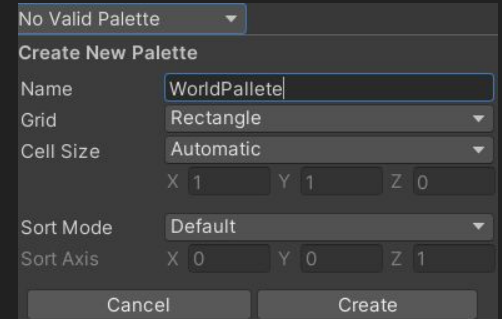 No Valid Palette
Create New Palette
Name WorldPallete
Grid Rectangle
Cell Size Automatic
X 1 Y 1 Z 0
Sort Mode Default
Sort Axis X 0 Y 0 Z 1
Cancel Create